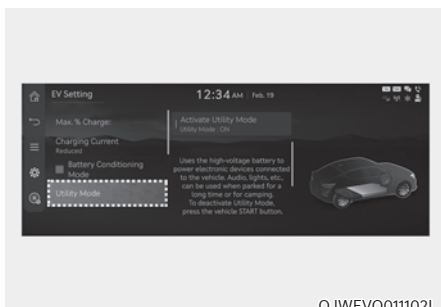 EV Setting
12:34 AM Feb. 19
Max. % Charge:
Charging Current
Reduced
Battery Conditioning
Mode
Utility Mode
Activate Utility Mode
Utility Mode : ON
Uses the high-voltage battery to
power electronic devices connected
to the vehicle. Audio, lights, etc,
can be used when parked for a
long time or for camping.
To deactivate Utility Mode,
press the vehicle START button.